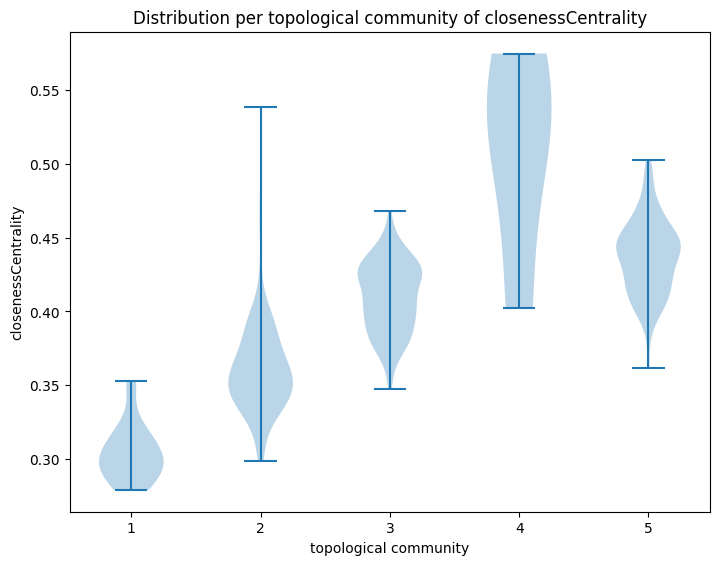 Distribution per topological community of closenessCentrality
closenessCentrality
0.55
0.50
0.45
0.40
0.35
0.30
1 2 3 4 5
topological community